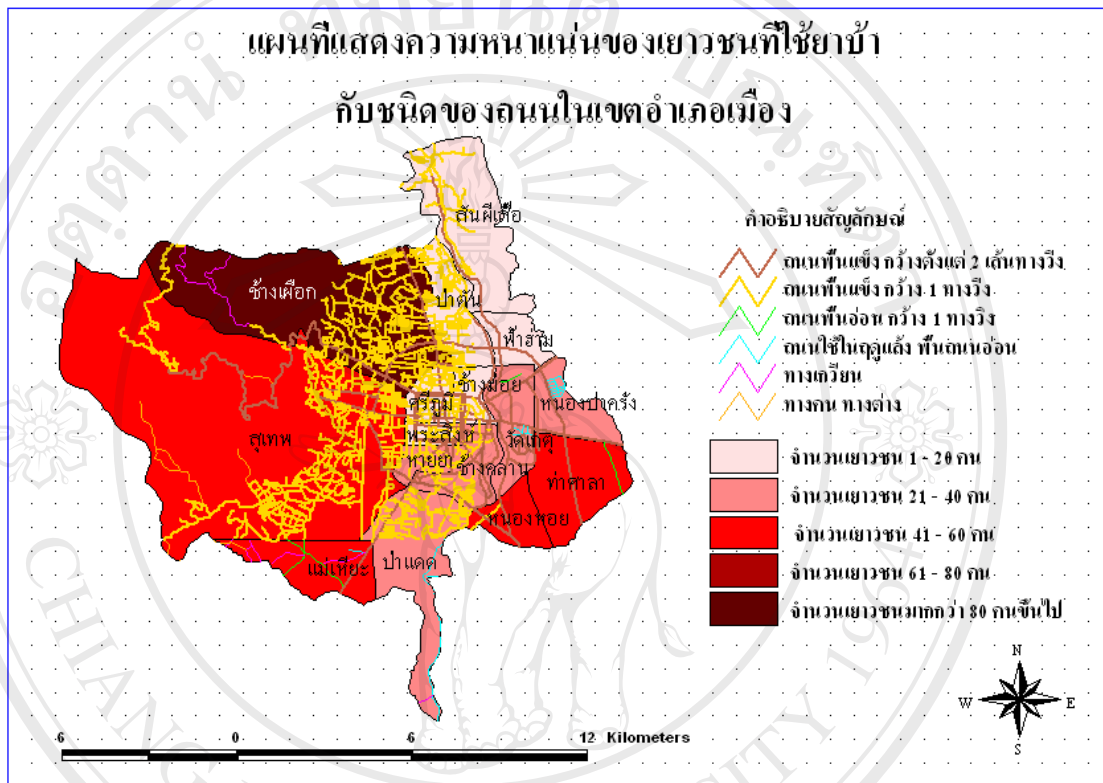 แผนที่แสดงความหนาแน่นของเยาวชนที่ใช้ยาบ้า
กับชนิดของถนนในเขตอำเภอเมือง
สันผีเสื้อ
ช้างเผือก
ป่าตัน
ฟ้าฮาม
ช้างม่อย
ศรีภูมิ
หนองป่าครั่ง
สุเทพ
พระสิงห์
วัดเกตุ
หายยา
ช้างคลาน
ท่าศาลา
หนองหอย
แม่เหียะ
ป่าแดด
คำอธิบายสัญลักษณ์
ถนนพื้นแข็ง กว้างตั้งแต่ 2 เส้นทางวิ่ง
ถนนพื้นแข็ง กว้าง 1 ทางวิ่ง
ถนนพื้นอ่อน กว้าง 1 ทางวิ่ง
ถนนใช้ในฤดูแล้ง พื้นถนนอ่อน
ทางเกวียน
ทางคน ทางต่าง
จำนวนเยาวชน 1 - 20 คน
จำนวนเยาวชน 21 - 40 คน
จำนวนเยาวชน 41 - 60 คน
จำนวนเยาวชน 61 - 80 คน
จำนวนเยาวชนมากกว่า 80 คนขึ้นไป
N
W E
S
6 0 6 12 Kilometers